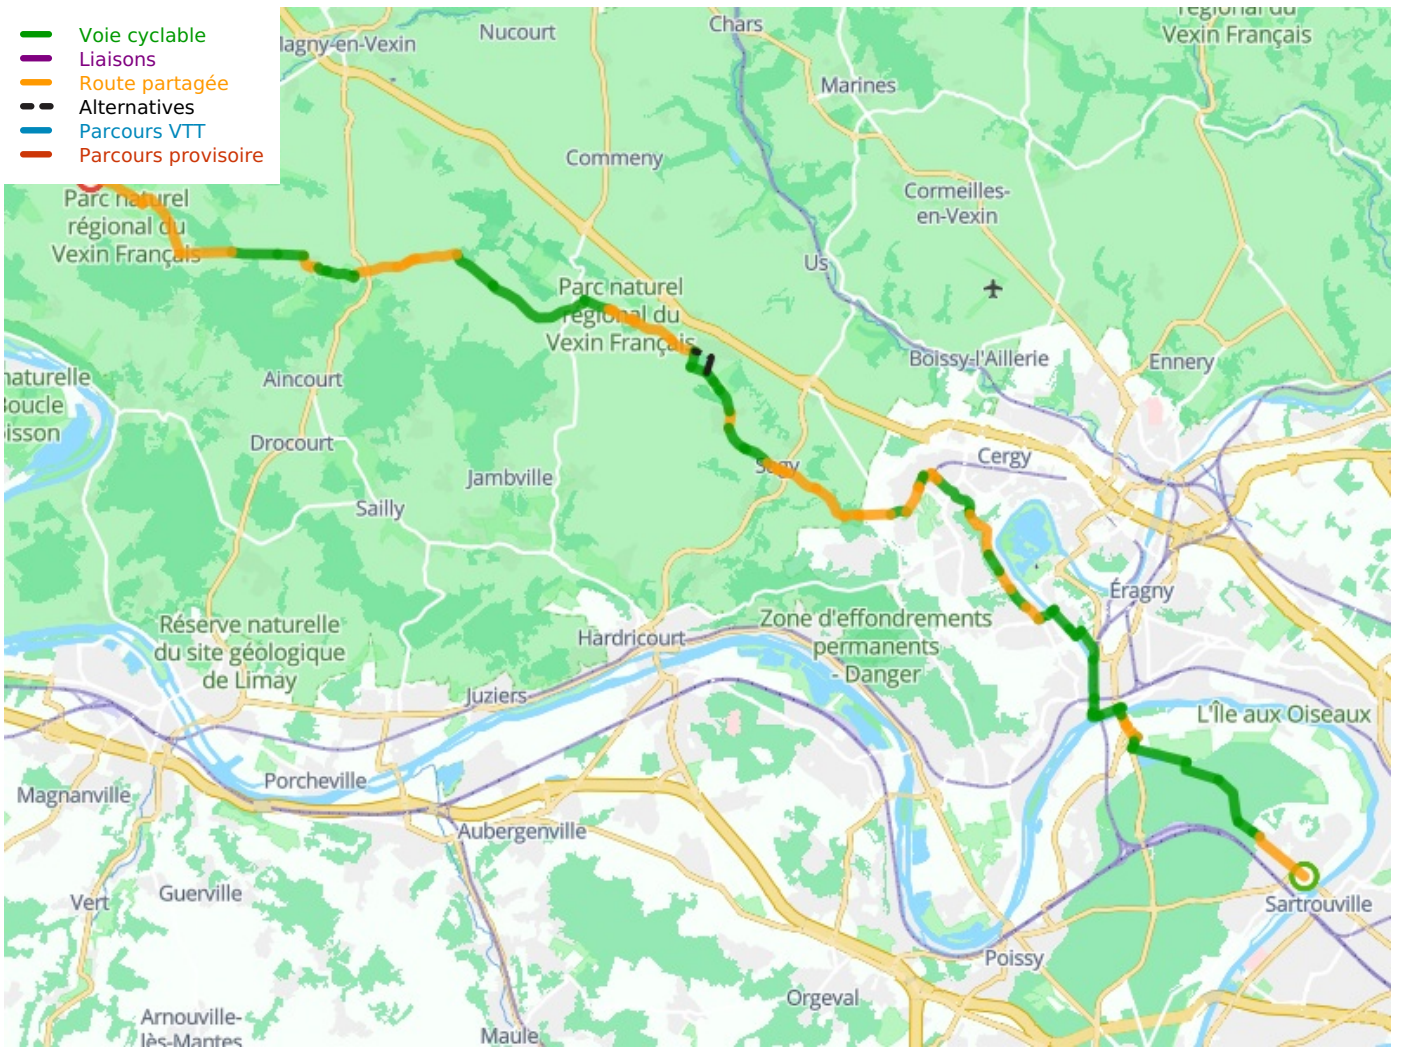 Voie cyclable
Liaisons
Route partagée
Alternatives
Parcours VTT
Parcours provisoire
Nucourt
Chars
Vexin Français
Marines
Commeny
Cormeilles-
en-Vexin
Parc naturel
régional du
Vexin Français
Us
Parc naturel
régional du
Vexin Français
Boissy-l'Aillerie
Ennery
Aincourt
Drocourt
Cergy
Sagy
Jambville
Sailly
Éragny
Réserve naturelle
du site géologique
de Limay
Zone d'effondrements
permanents
- Danger
Hardricourt
Juziers
L'Île aux Oiseaux
Porcheville
Magnanville
Aubergenville
Guerville
Vert
Sartrouville
Poissy
Orgeval
Arnouville-
lès-Mantes
Maule